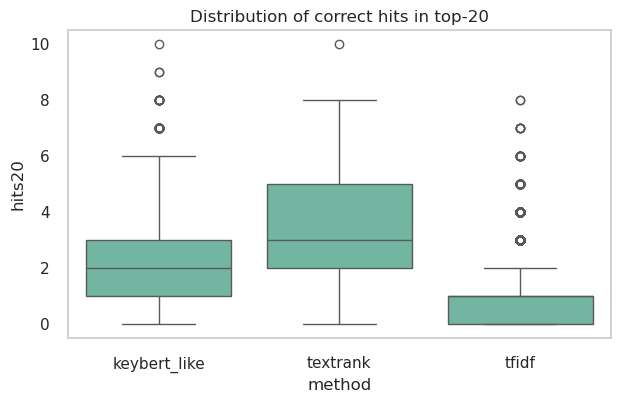 Distribution of correct hits in top-20
10
8
6
4
2
0
hits20
keybert_like textrank tfidf
method